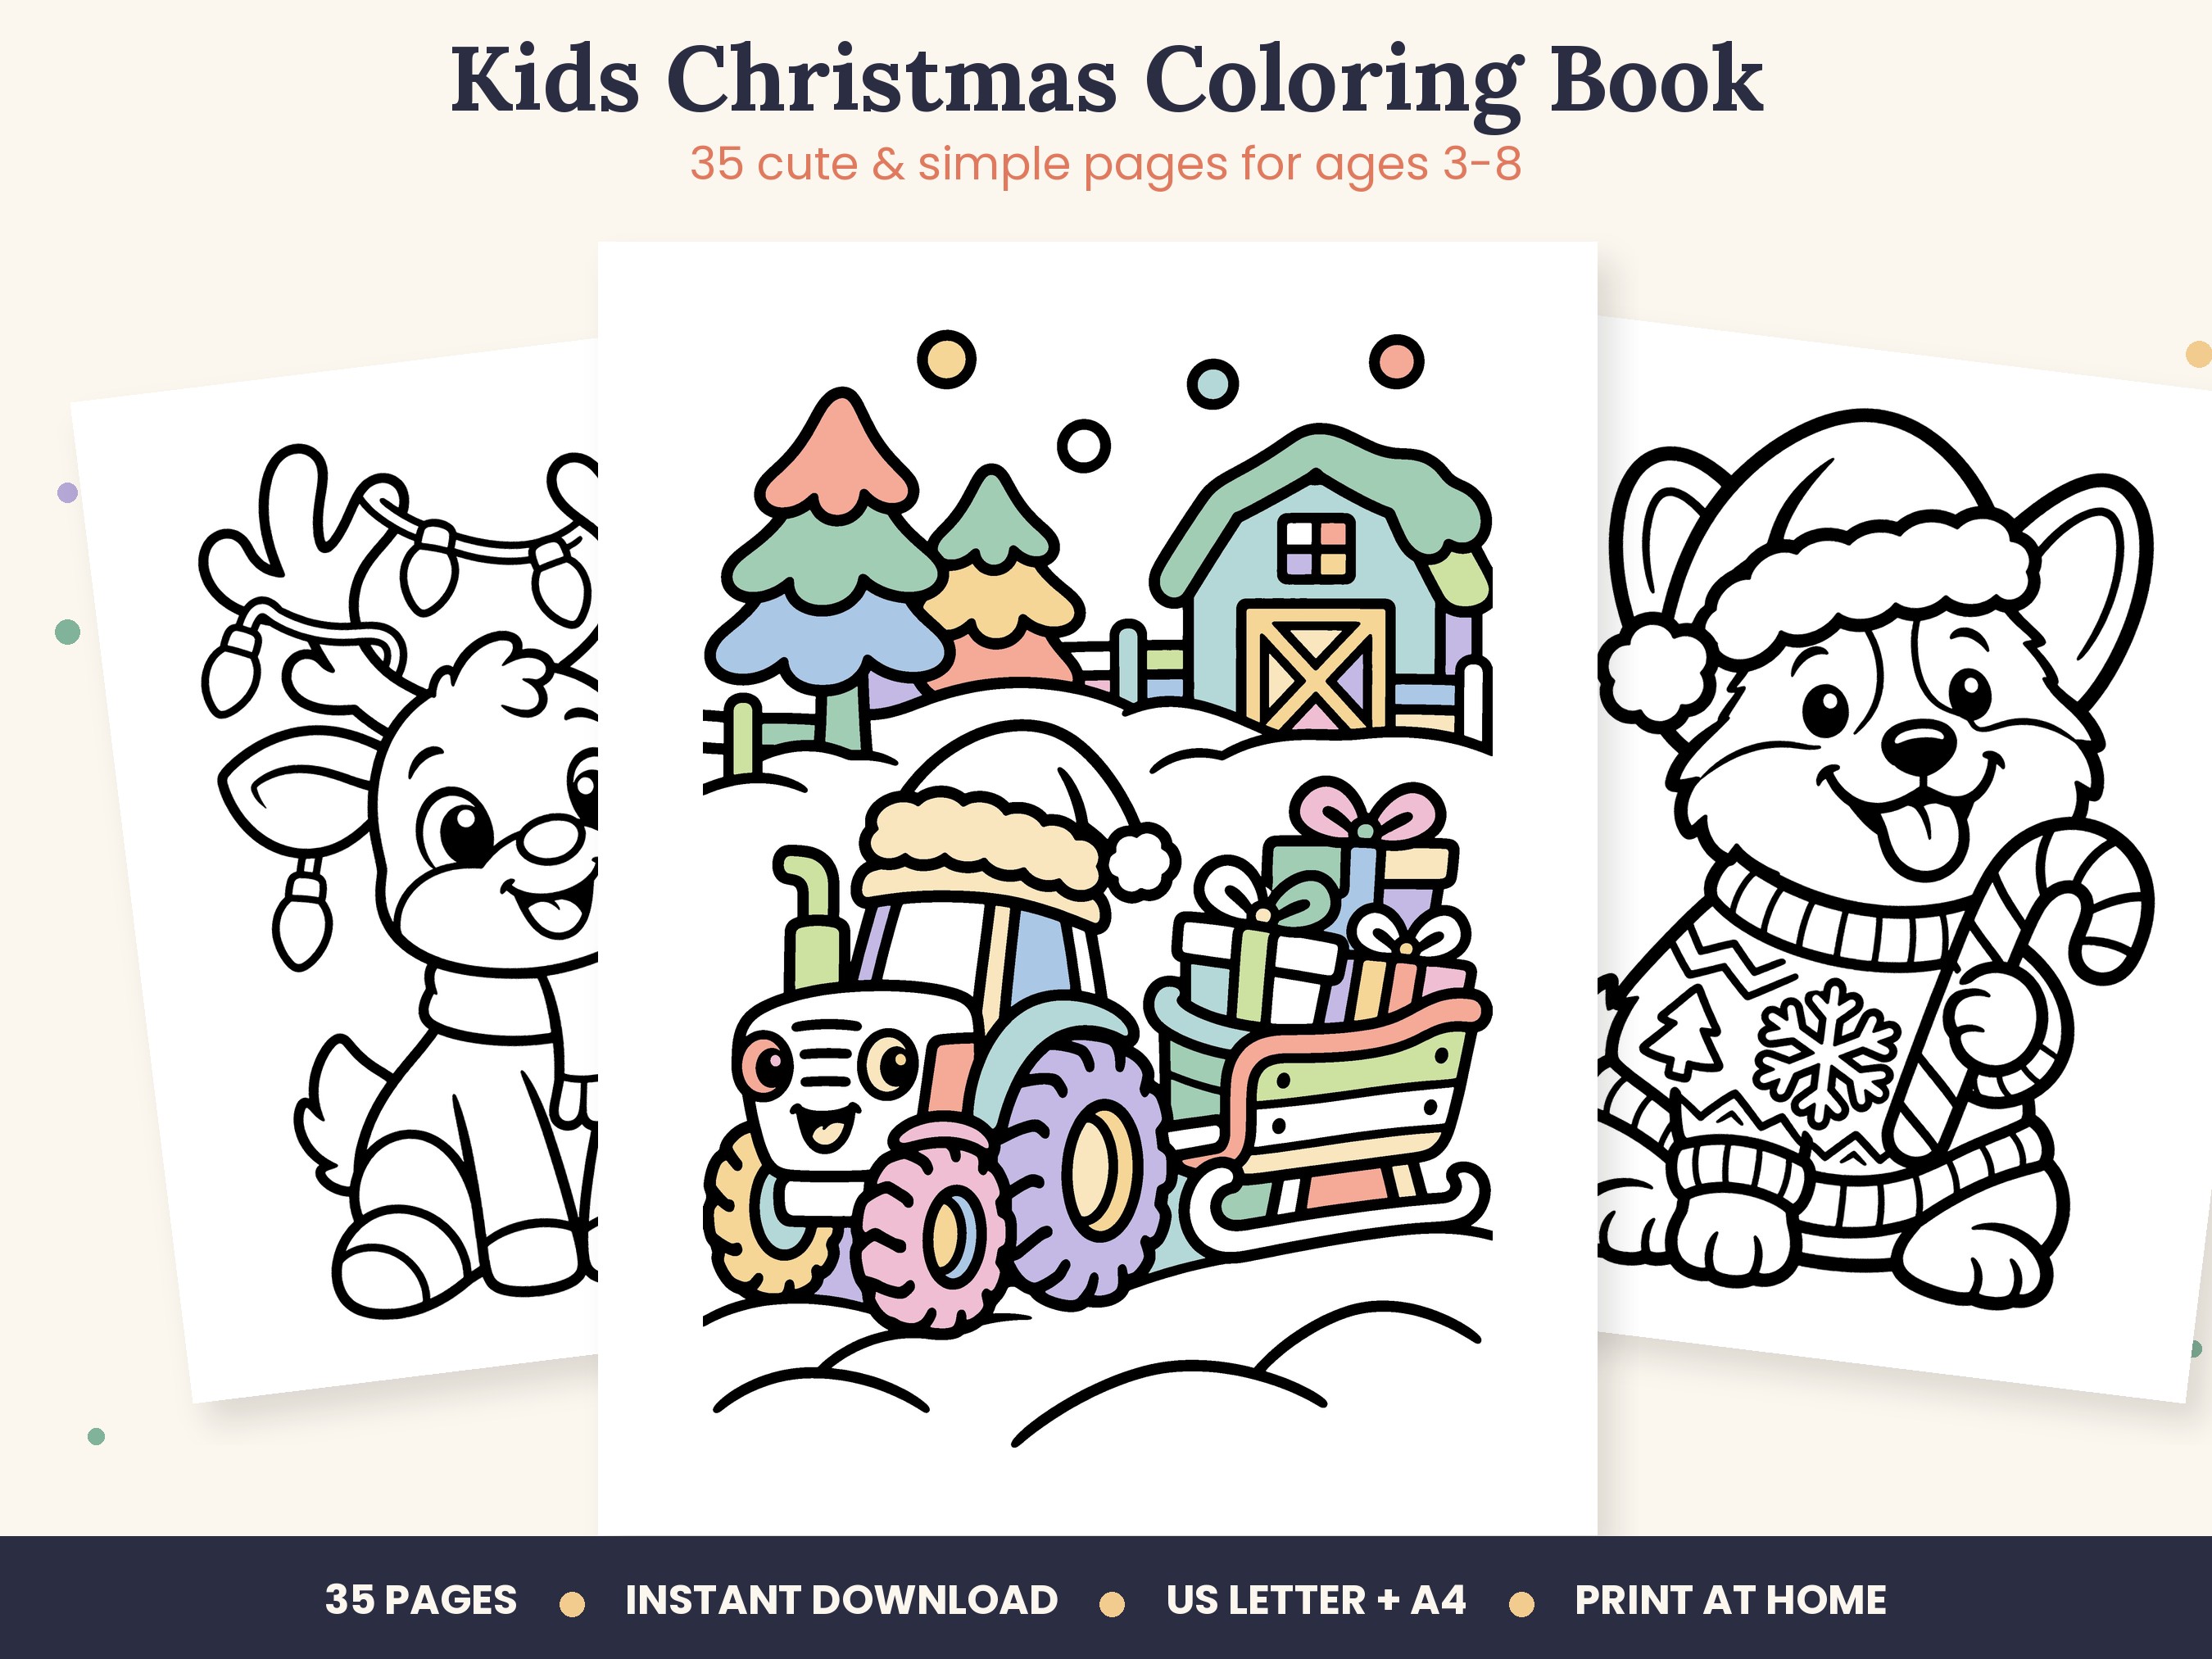 Kids Christmas Coloring Book
35 cute & simple pages for ages 3-8
35 PAGES ● INSTANT DOWNLOAD ● US LETTER + A4 ● PRINT AT HOME